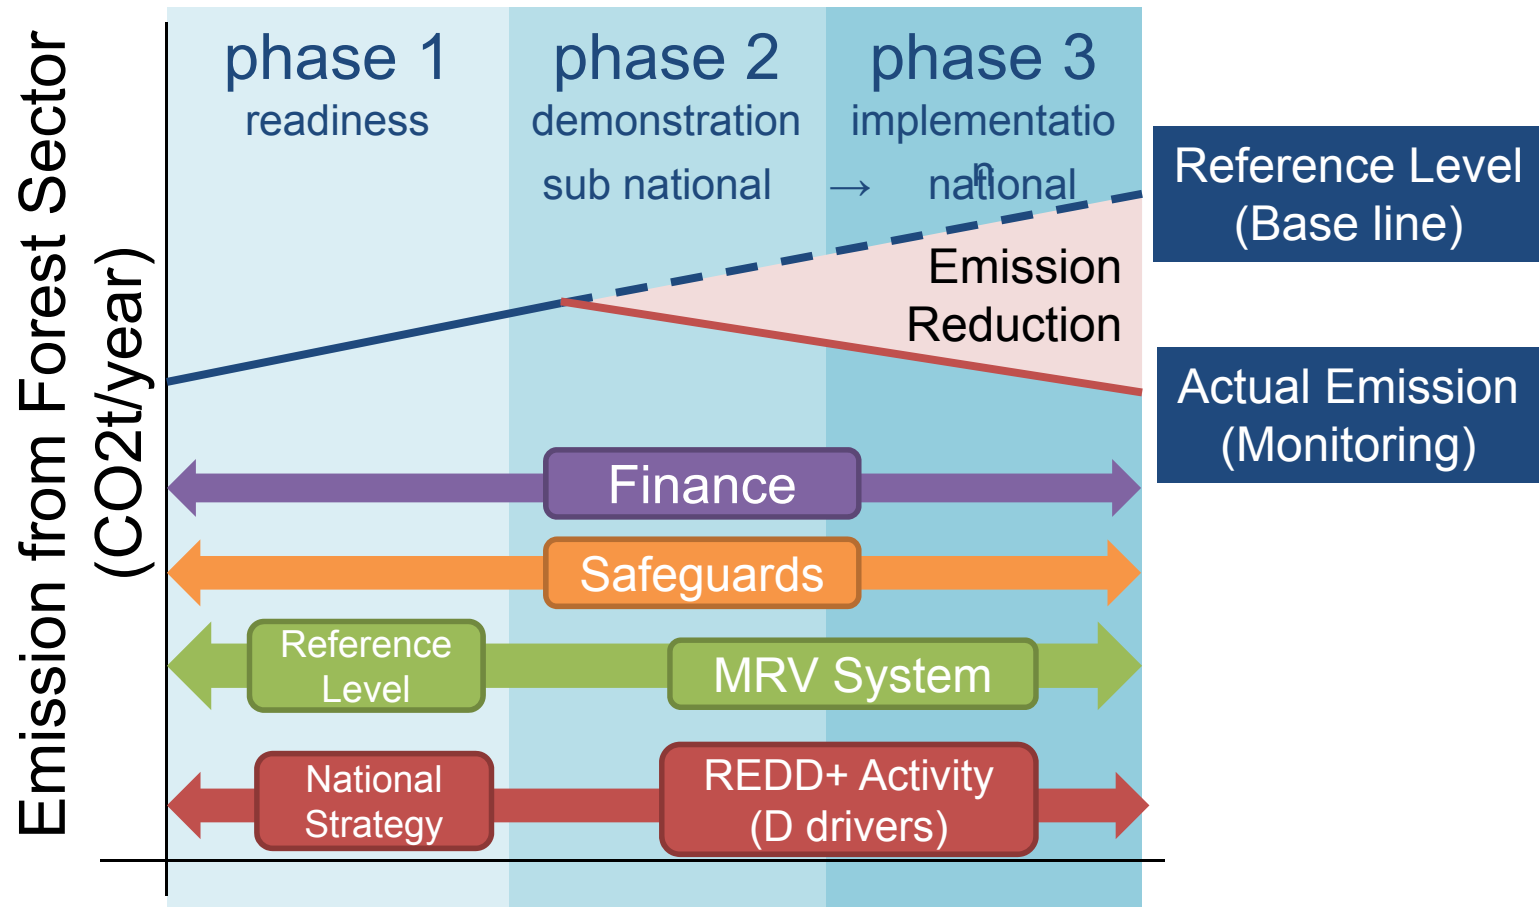 Emission from Forest Sector
(CO2t/year)
phase 1
readiness
phase 2
demonstration
sub national
→
phase 3
implementatio
n
national
Emission
Reduction
Reference Level
(Base line)
Actual Emission
(Monitoring)
Finance
Safeguards
Reference
Level
MRV System
National
Strategy
REDD+ Activity
(D drivers)